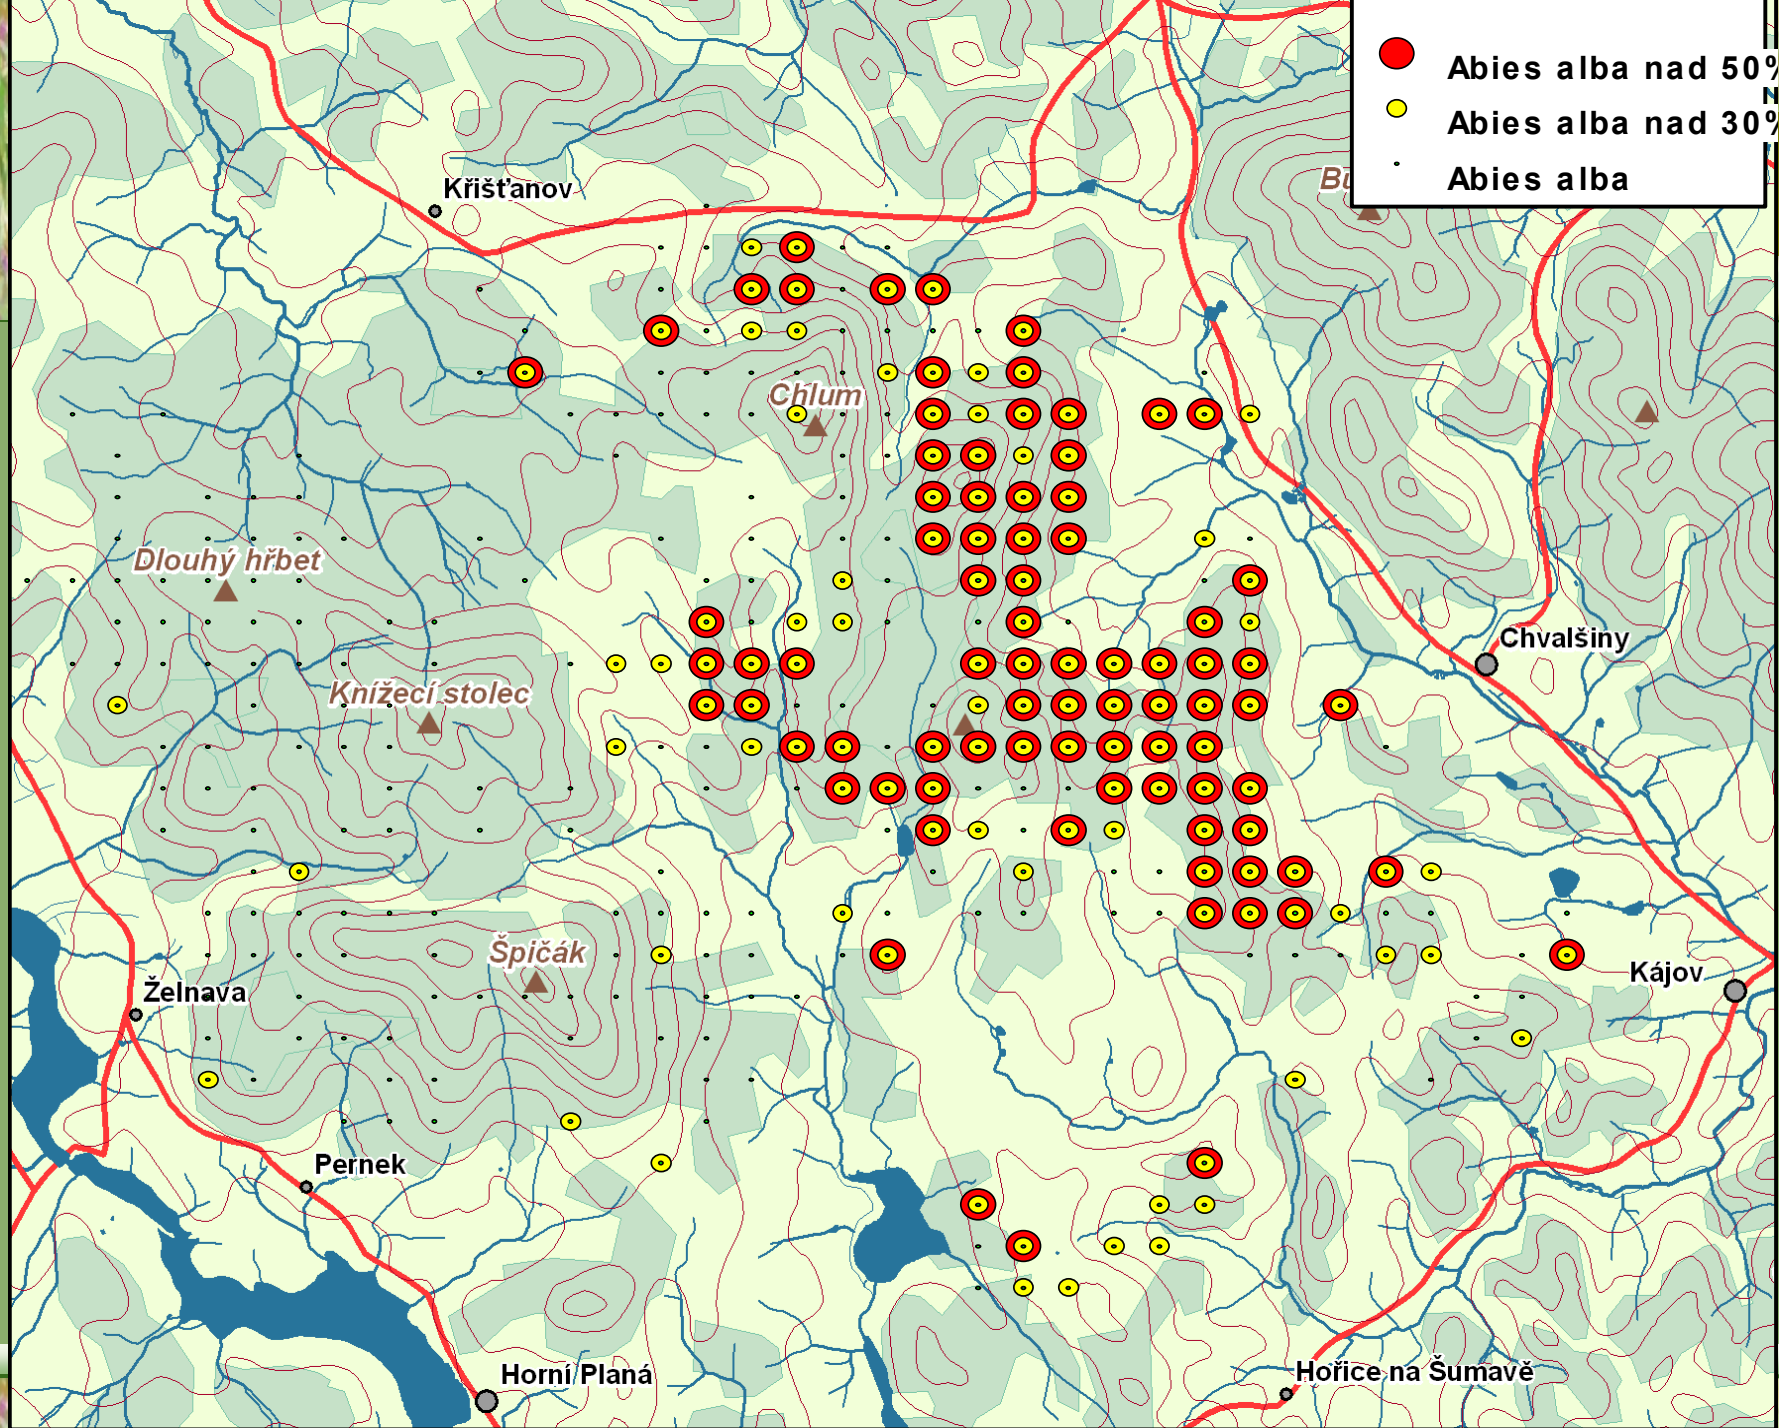 Abies alba nad 50%
Abies alba nad 30%
Abies alba
Křišťanov
Chlum
Dlouhý hřbet
Chvalšiny
Knížecí stolec
Špičák
Kájov
Želnava
Pernek
Horní Planá
Hořice na Šumavě